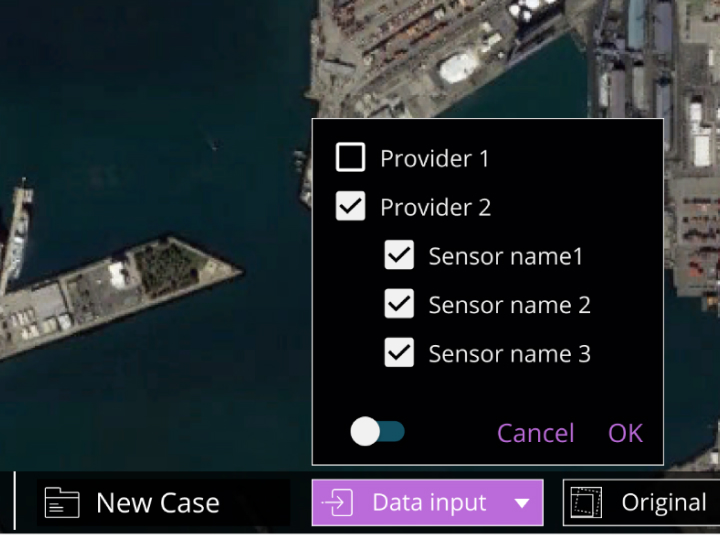 Provider 1
Provider 2
Sensor name1
Sensor name 2
Sensor name 3
Cancel OK
New Case Data input Original